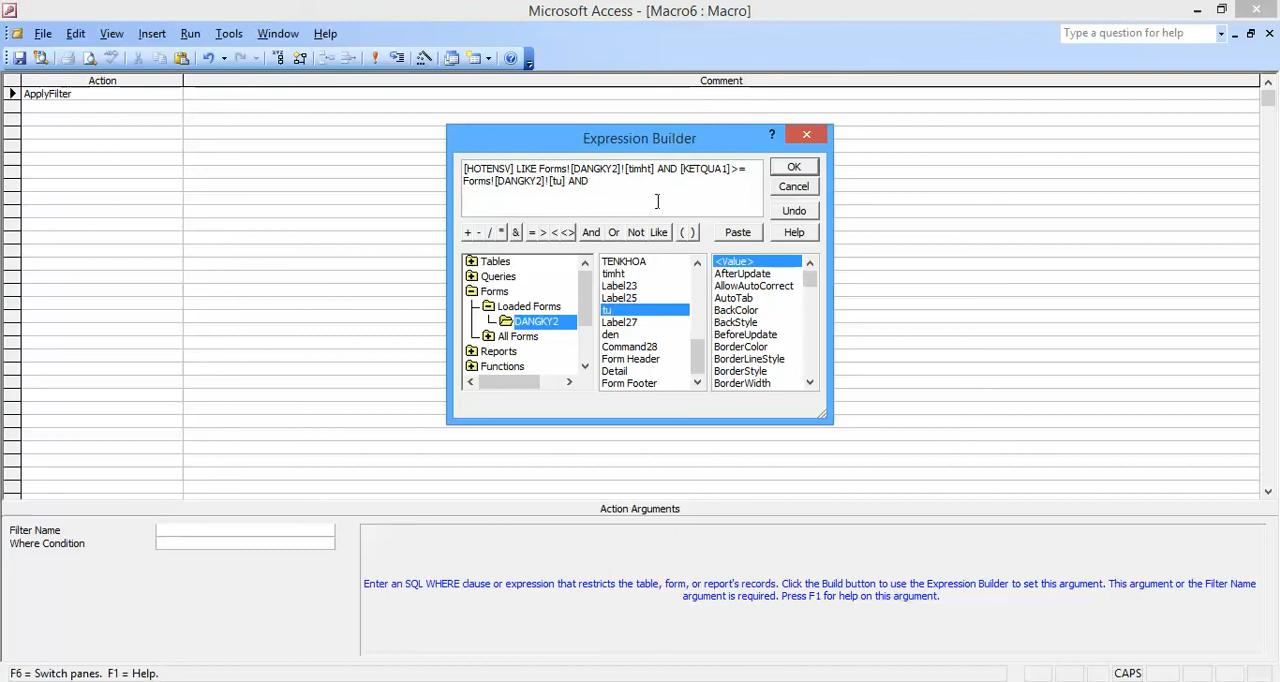 Microsoft Access - [Macro6 : Macro]
File Edit View Insert Run Tools Window Help
Type a question for help
Action Comment
ApplyFilter
Expression Builder
?
[HOTENSV] LIKE Forms![DANGKY2]![timht] AND [KETQUA1]>=
Forms![DANGKY2]![tu] AND
OK
Cancel
Undo
+ - / * & = > < <> And Or Not Like ( ) Paste Help
Tables
Queries
Forms
Loaded Forms
DANGKY2
All Forms
Reports
Functions
TENKHOA
timht
Label23
Label25
tu
Label27
den
Command28
Form Header
Detail
Form Footer
<Value>
AfterUpdate
AllowAutoCorrect
AutoTab
BackColor
BackStyle
BeforeUpdate
BorderColor
BorderLineStyle
BorderStyle
BorderWidth
Action Arguments
Filter Name
Where Condition
Enter an SQL WHERE clause or expression that restricts the table, form, or report's records. Click the Build button to use the Expression Builder to set this argument. This argument or the Filter Name
argument is required. Press F1 for help on this argument.
F6 = Switch panes. F1 = Help.
CAPS